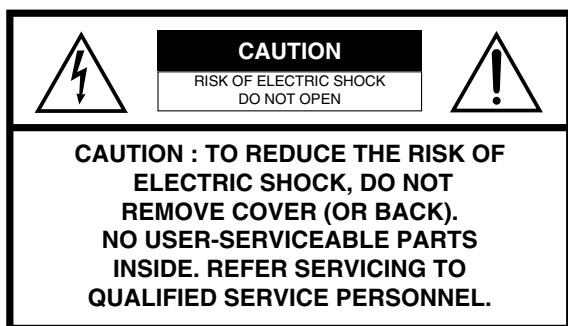 CAUTION
RISK OF ELECTRIC SHOCK
DO NOT OPEN
CAUTION : TO REDUCE THE RISK OF
ELECTRIC SHOCK, DO NOT
REMOVE COVER (OR BACK).
NO USER-SERVICEABLE PARTS
INSIDE. REFER SERVICING TO
QUALIFIED SERVICE PERSONNEL.